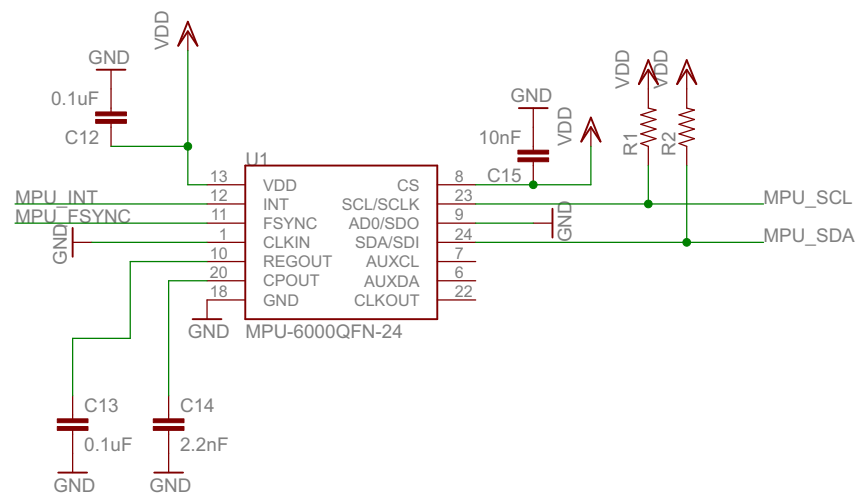 VDD
GND
0.1uF
C12
VDD
VDD
GND
10nF
VDD
C15
R1
R2
U1
13 VDD CS 8
MPU_INT 12 INT SCL/SCLK 23 MPU_SCL
MPU_FSYNC 11 FSYNC AD0/SDO 9 GND
GND 1 CLKIN SDA/SDI 24 MPU_SDA
10 REGOUT AUXCL 7
20 CPOUT AUXDA 6
18 GND CLKOUT 22
GND
MPU-6000QFN-24
C13
0.1uF
GND
C14
2.2nF
GND